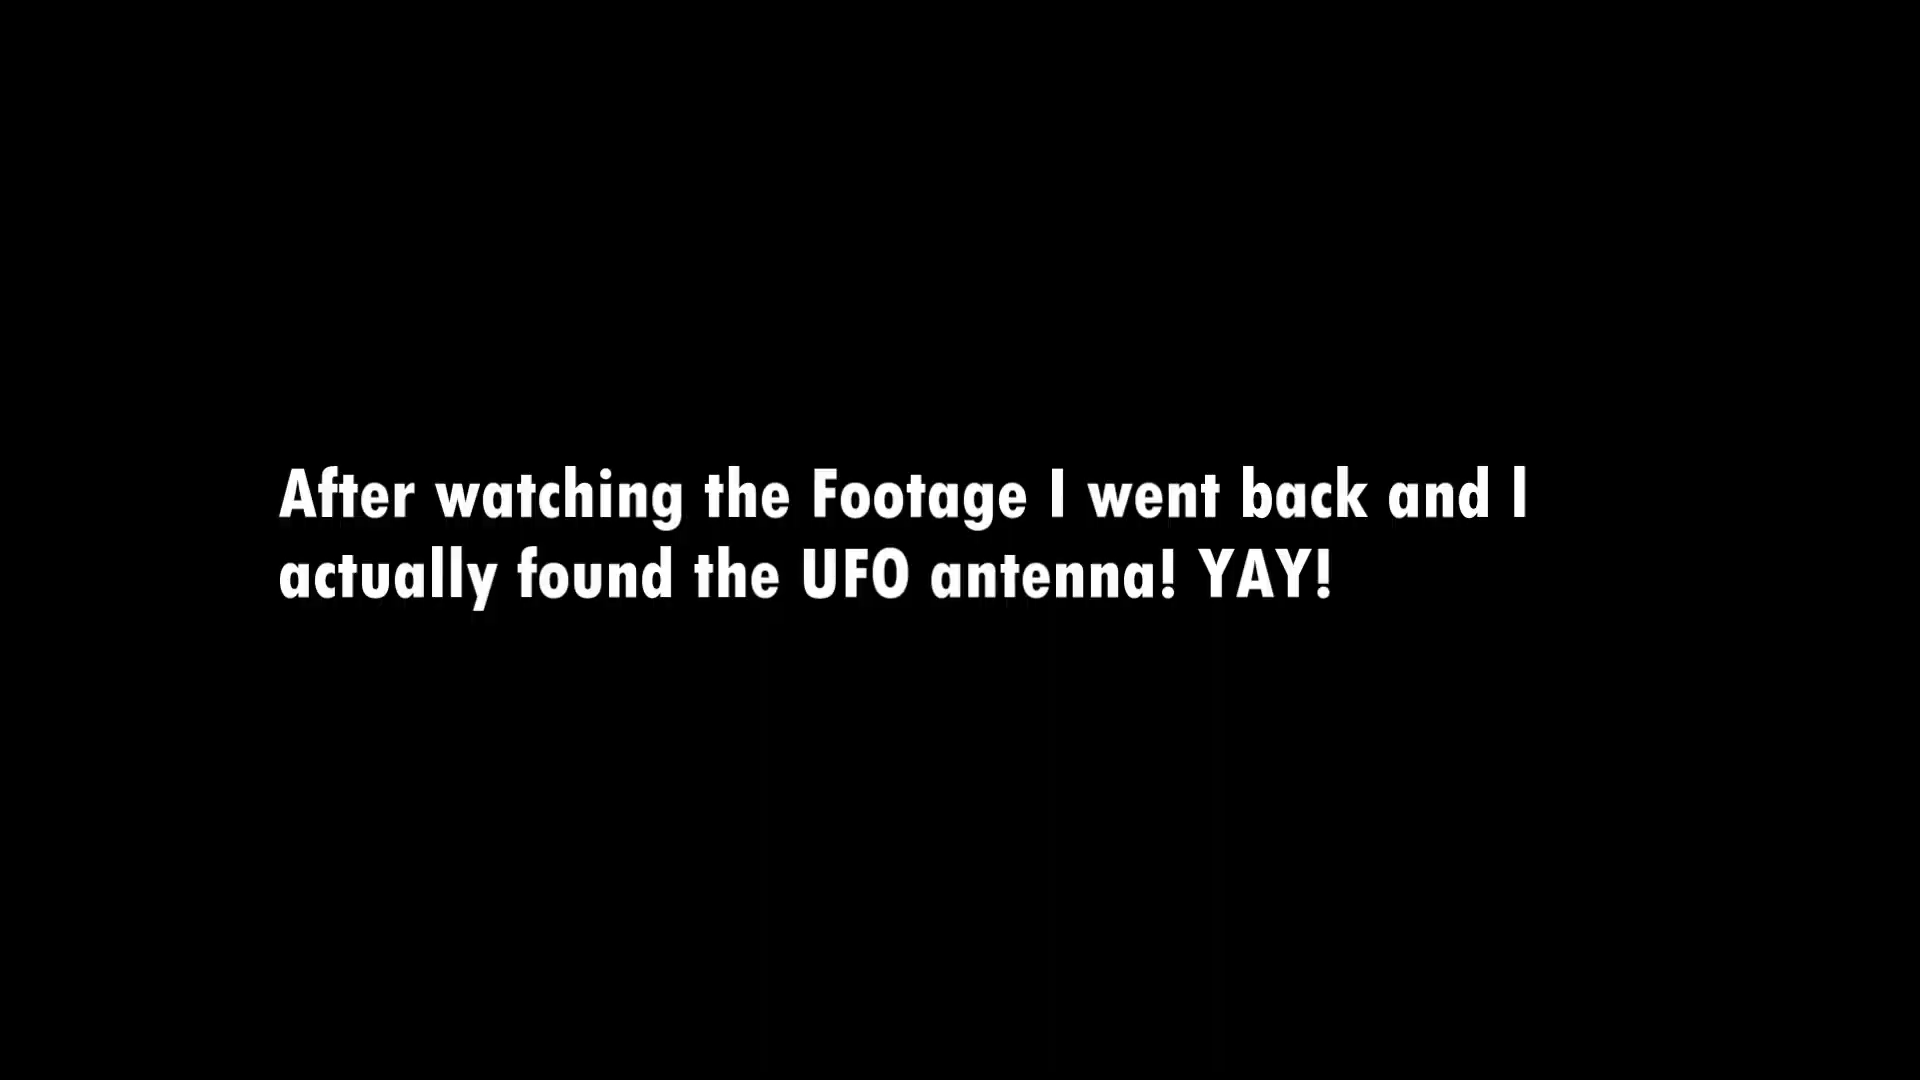 After watching the Footage I went back and I
actually found the UFO antenna! YAY!